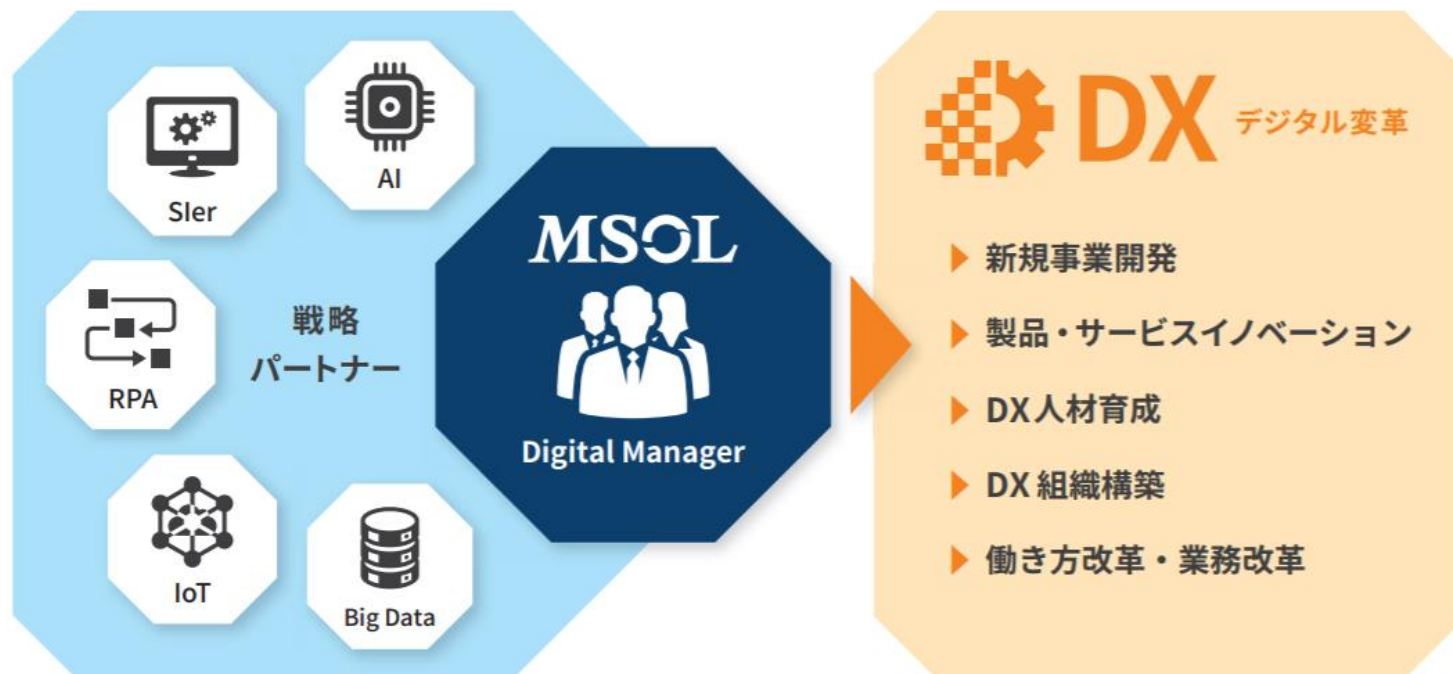 SIer
AI
RPA
戦略
パートナー
IoT
Big Data
MSOL
Digital Manager
DX デジタル変革
新規事業開発
製品・サービスイノベーション
DX人材育成
DX 組織構築
働き方改革・業務改革